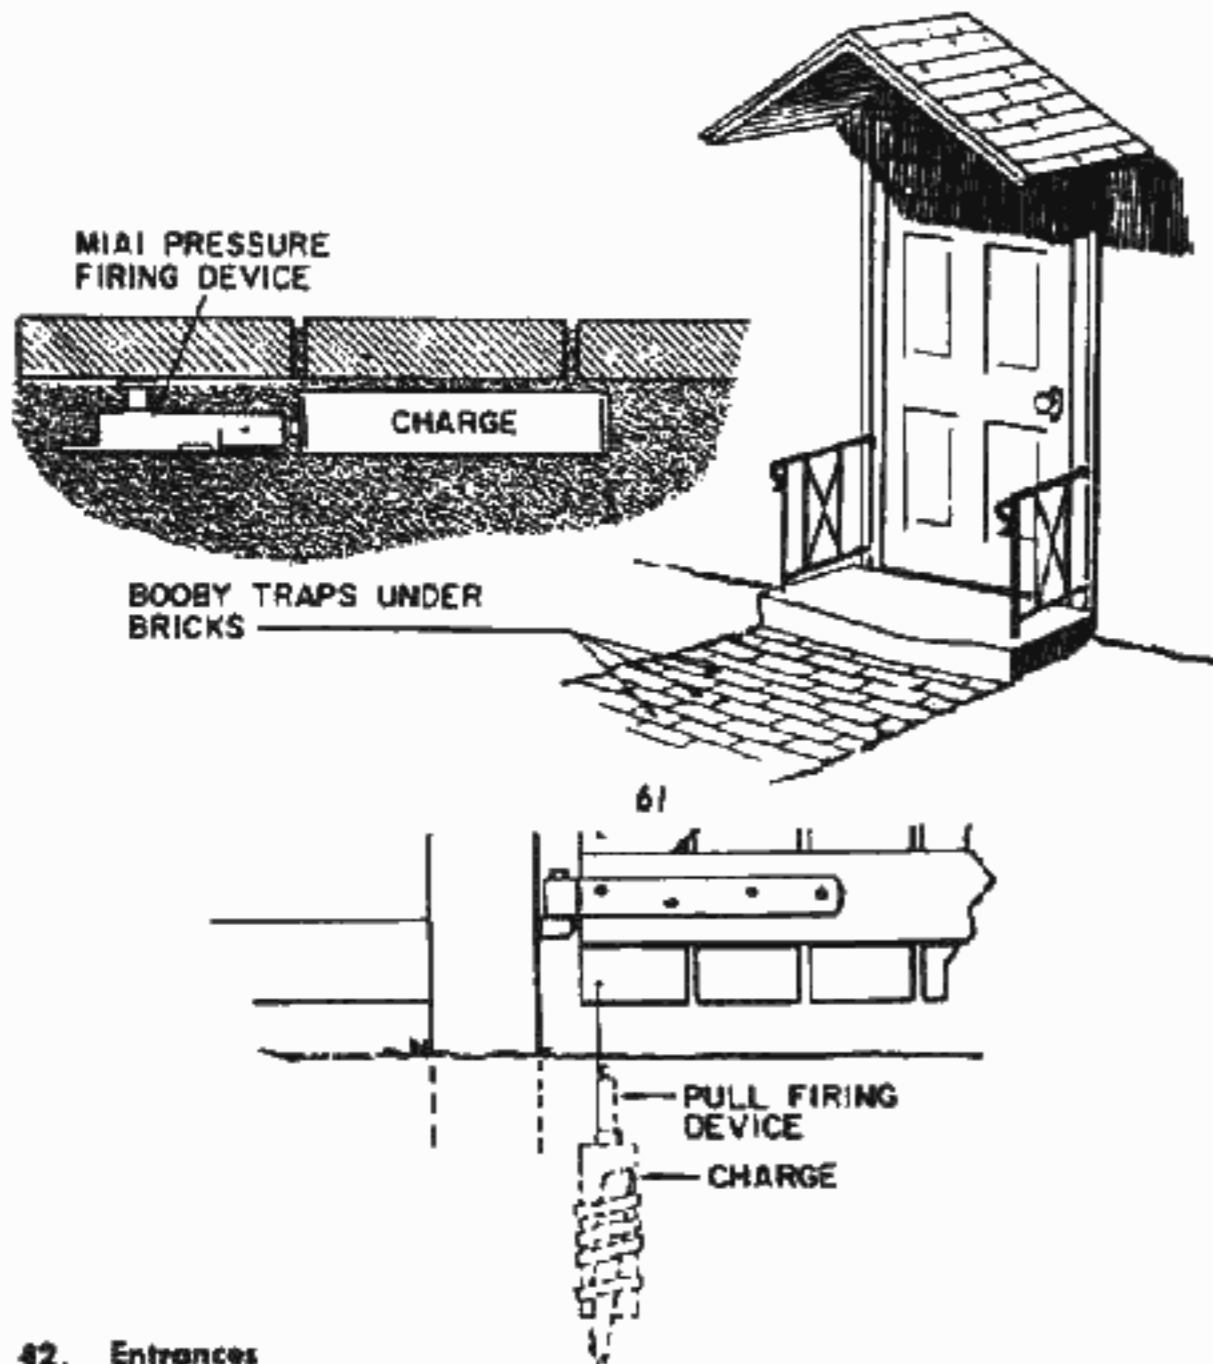 MIAI PRESSURE
FIRING DEVICE
CHARGE
BOOBY TRAPS UNDER
BRICKS
61
PULL FIRING
DEVICE
CHARGE
42. Entrances